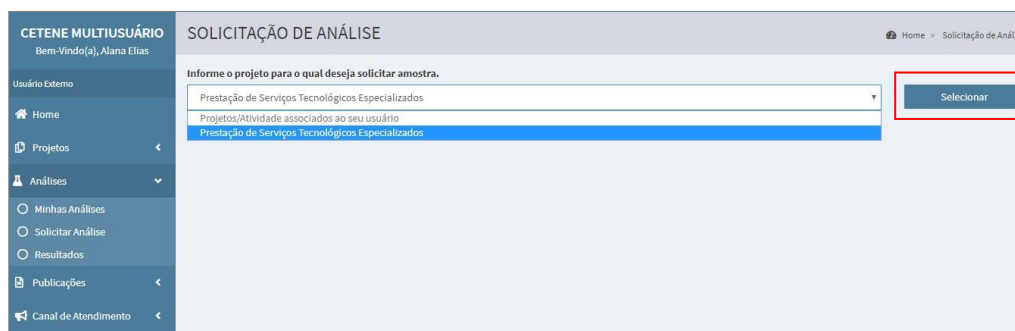 CETENE MULTIUSUÁRIO
Bem-Vindo(a), Alana Elias
Usuário Externo
Home
Projetos
Análises
Minhas Análises
Solicitar Análise
Resultados
Publicações
Canal de Atendimento
SOLICITAÇÃO DE ANÁLISE
Home > Solicitação de Anál
Informe o projeto para o qual deseja solicitar amostra.
Prestação de Serviços Tecnológicos Especializados
Selecionar
Projetos/Atividade associados ao seu usuário
Prestação de Serviços Tecnológicos Especializados